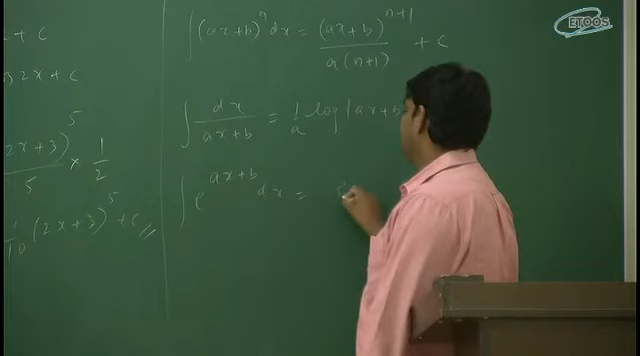 + c
2x + c
(2x+3)^5 / 5 × 1/2
1/10 (2x+3)^5 + c //
∫(ax+b)^n dx = (ax+b)^(n+1) / a(n+1) + c
∫ dx / (ax+b) = 1/a log |ax+b
∫ e^(ax+b) dx =
ETOOS